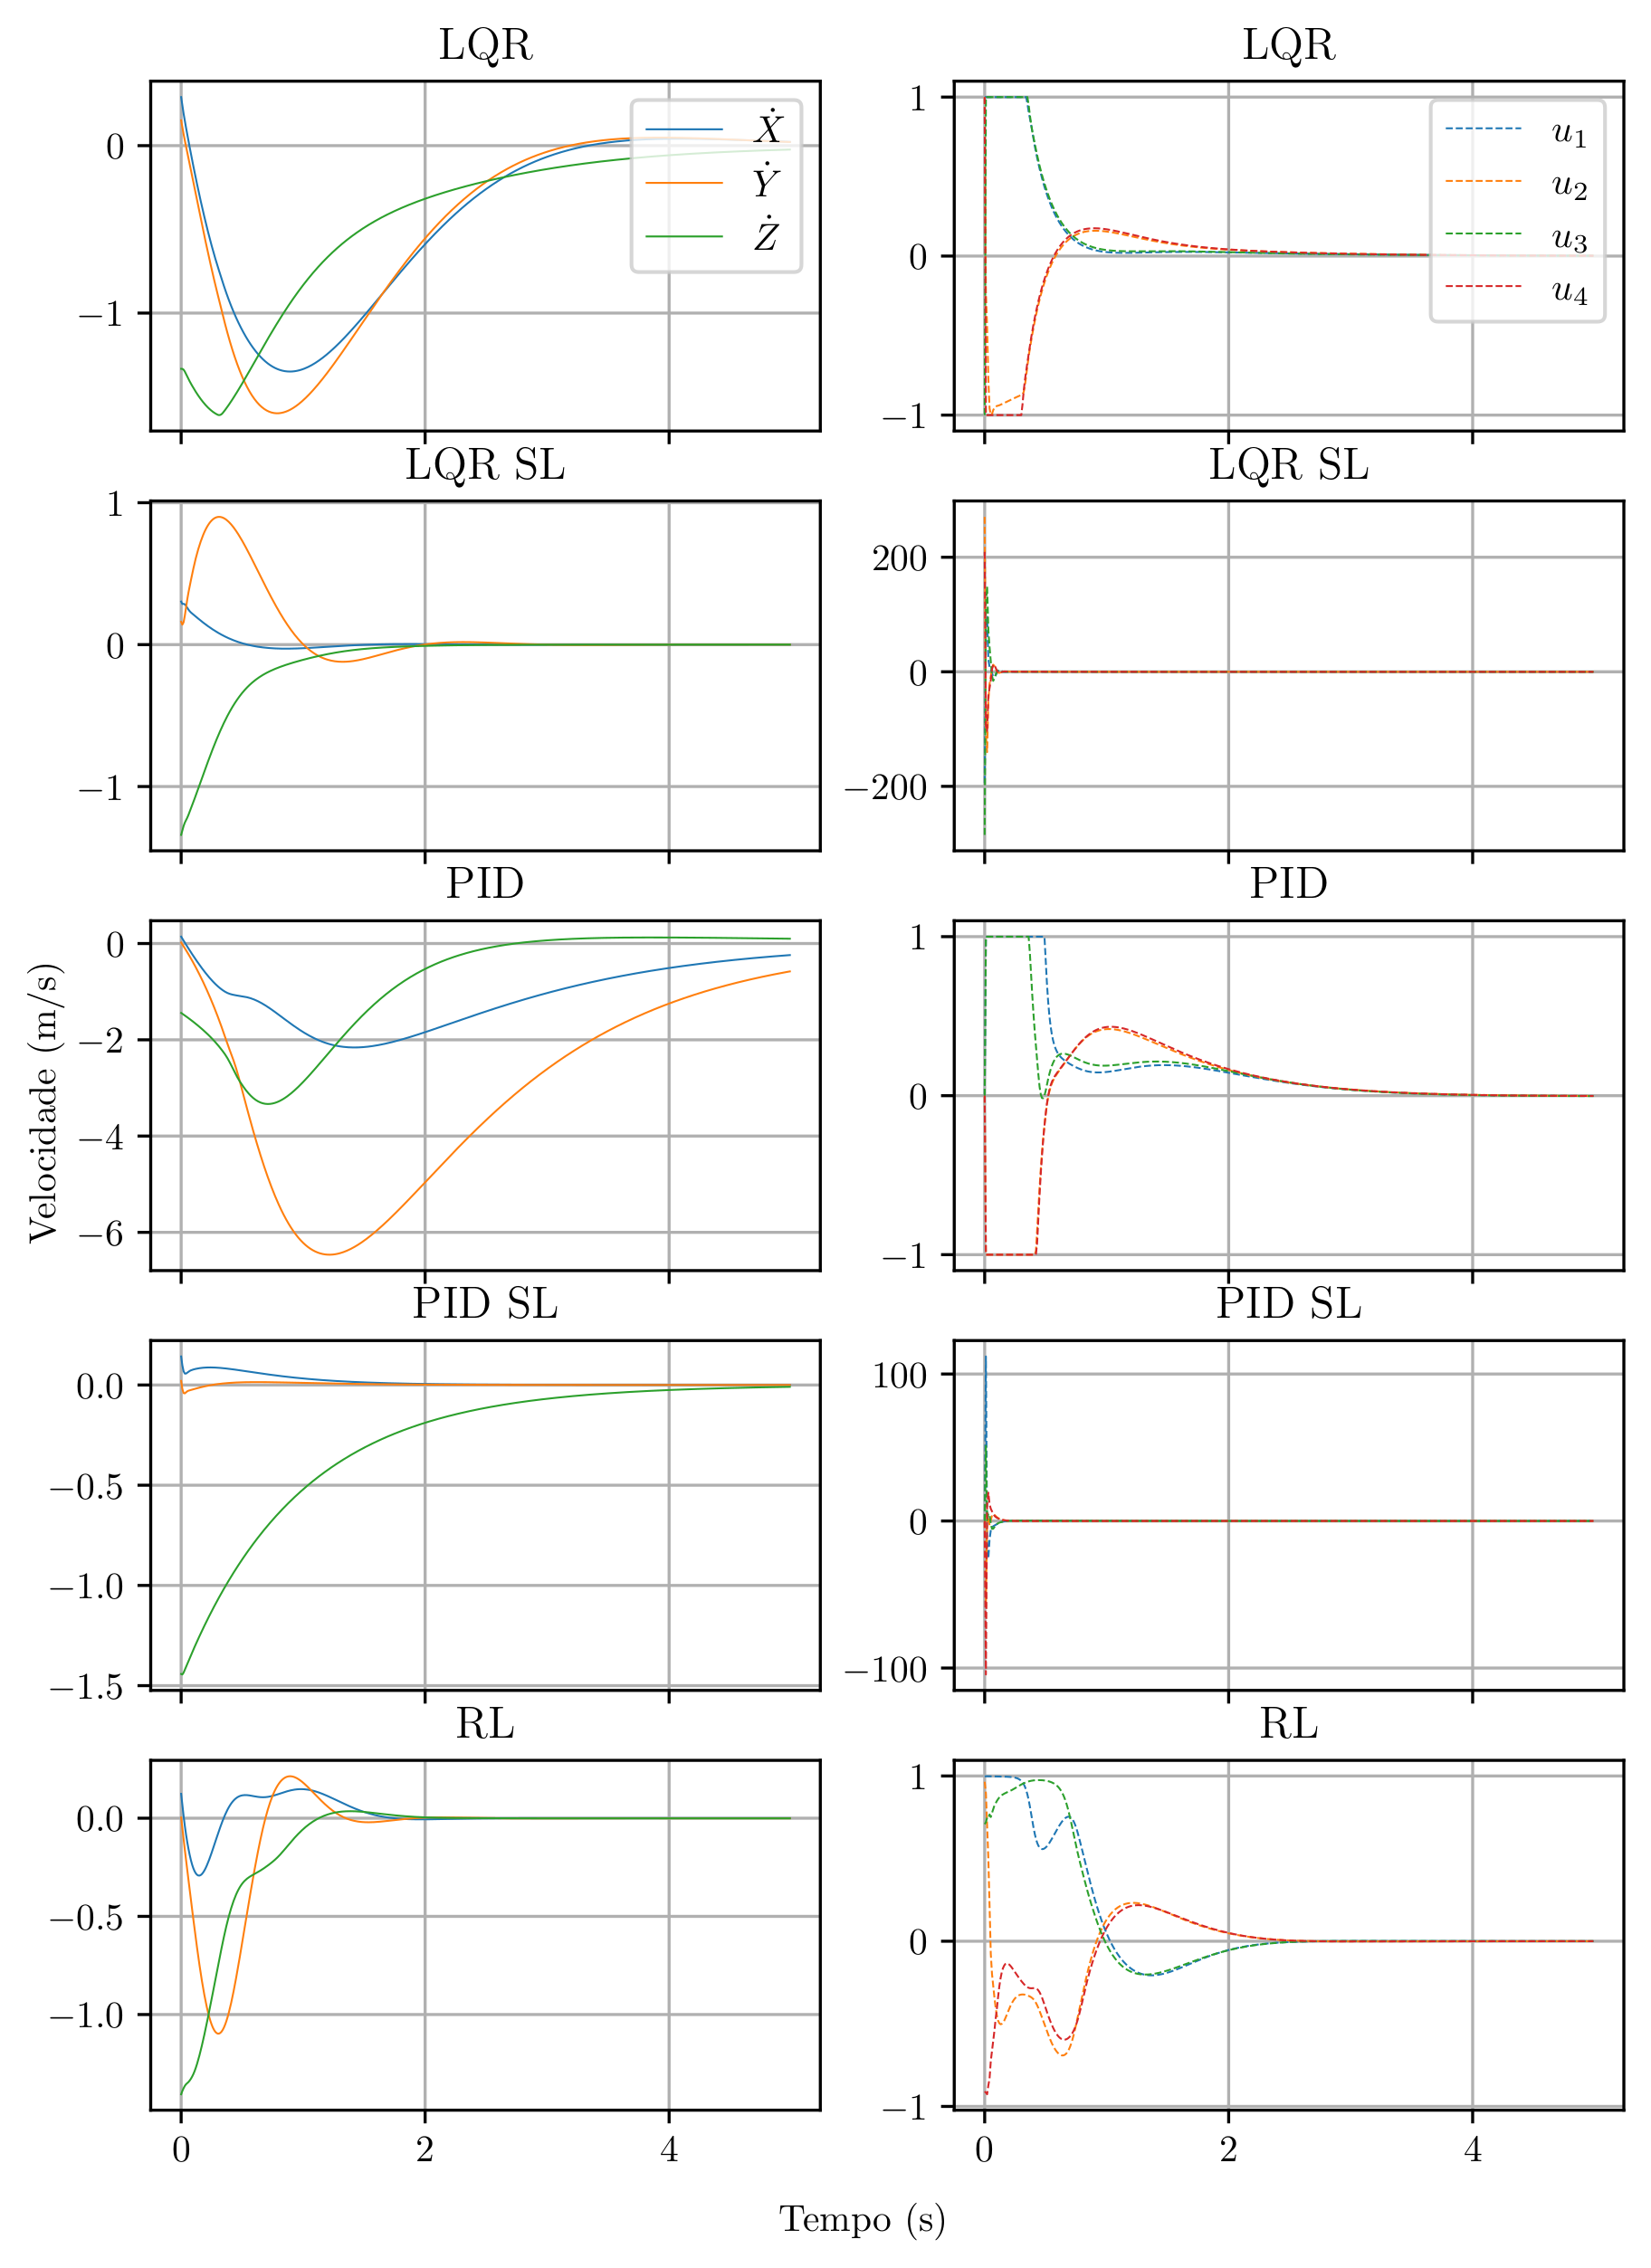 LQR
0
−1
Ẋ
Ẏ
Ż
LQR
1
0
−1
u₁
u₂
u₃
u₄
LQR SL
1
0
−1
LQR SL
200
0
−200
PID
0
−2
−4
−6
Velocidade (m/s)
PID
1
0
−1
PID SL
0.0
−0.5
−1.0
−1.5
PID SL
100
0
−100
RL
0.0
−0.5
−1.0
0 2 4
RL
1
0
−1
0 2 4
Tempo (s)